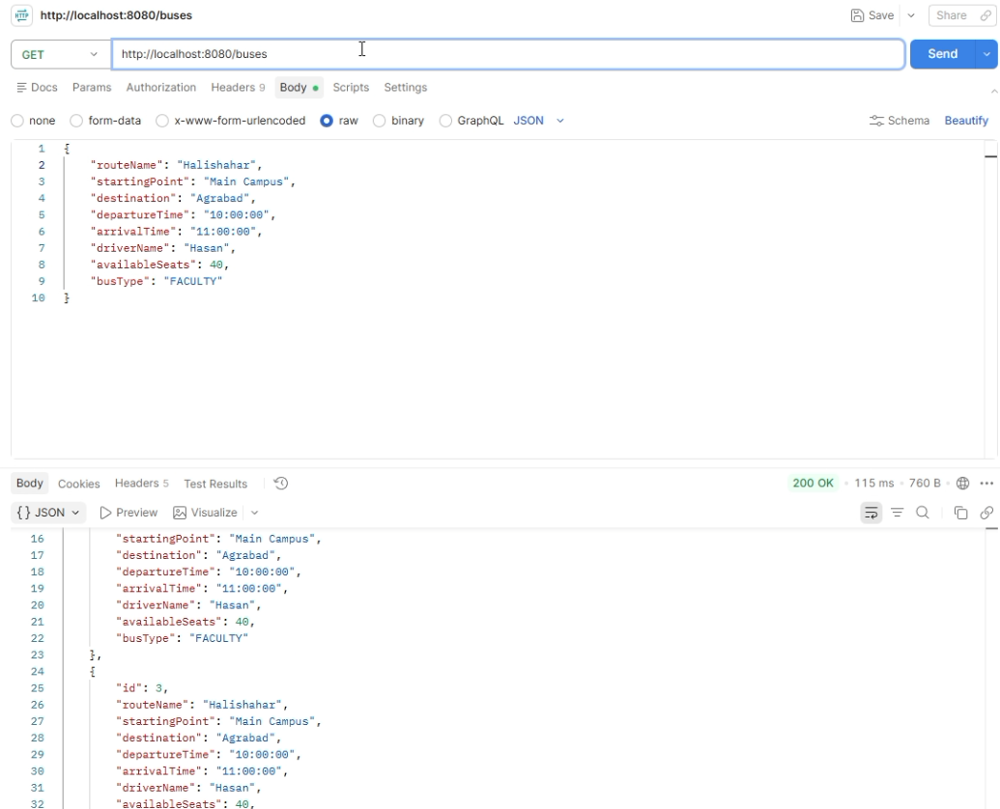 HTTP http://localhost:8080/buses Save Share
GET http://localhost:8080/buses Send
Docs Params Authorization Headers 9 Body Scripts Settings
none form-data x-www-form-urlencoded raw binary GraphQL JSON Schema Beautify
1 {
2 "routeName": "Halishahar",
3 "startingPoint": "Main Campus",
4 "destination": "Agrabad",
5 "departureTime": "10:00:00",
6 "arrivalTime": "11:00:00",
7 "driverName": "Hasan",
8 "availableSeats": 40,
9 "busType": "FACULTY"
10 }
Body Cookies Headers 5 Test Results 200 OK • 115 ms • 760 B
{} JSON Preview Visualize
16 "startingPoint": "Main Campus",
17 "destination": "Agrabad",
18 "departureTime": "10:00:00",
19 "arrivalTime": "11:00:00",
20 "driverName": "Hasan",
21 "availableSeats": 40,
22 "busType": "FACULTY"
23 },
24 {
25 "id": 3,
26 "routeName": "Halishahar",
27 "startingPoint": "Main Campus",
28 "destination": "Agrabad",
29 "departureTime": "10:00:00",
30 "arrivalTime": "11:00:00",
31 "driverName": "Hasan",
32 "availableSeats": 40,